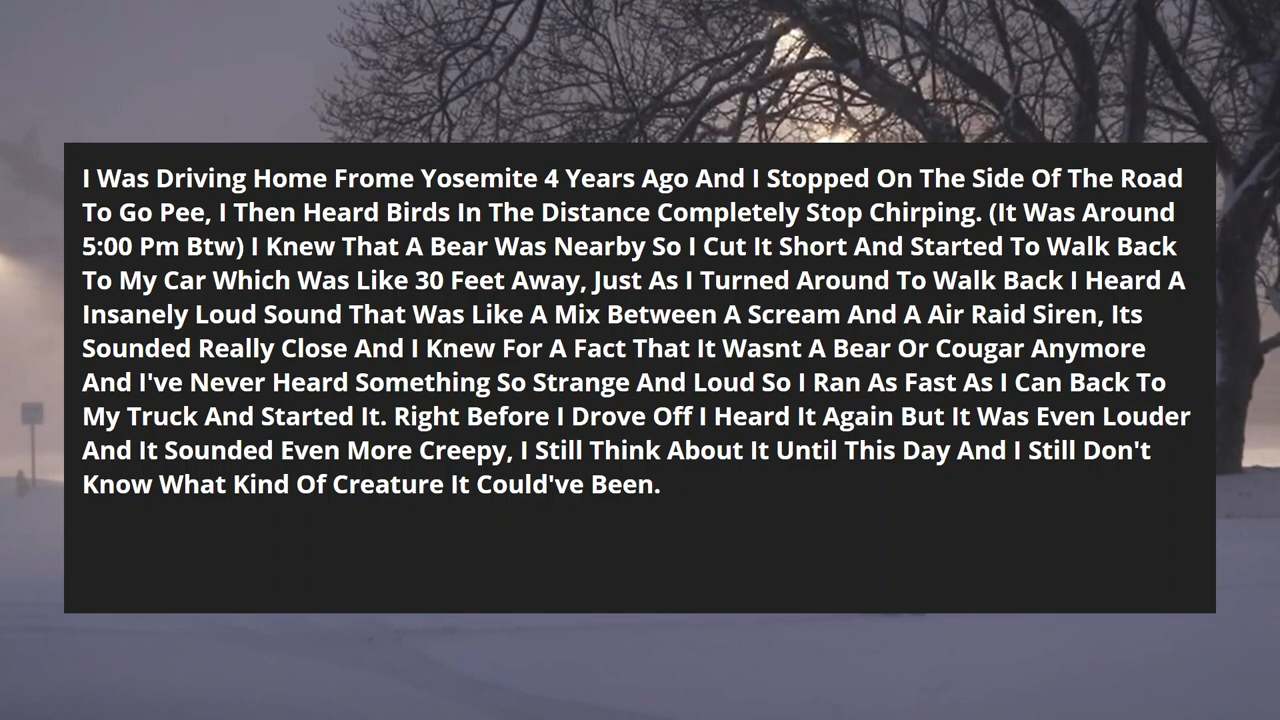 I Was Driving Home Frome Yosemite 4 Years Ago And I Stopped On The Side Of The Road
To Go Pee, I Then Heard Birds In The Distance Completely Stop Chirping. (It Was Around
5:00 Pm Btw) I Knew That A Bear Was Nearby So I Cut It Short And Started To Walk Back
To My Car Which Was Like 30 Feet Away, Just As I Turned Around To Walk Back I Heard A
Insanely Loud Sound That Was Like A Mix Between A Scream And A Air Raid Siren, Its
Sounded Really Close And I Knew For A Fact That It Wasnt A Bear Or Cougar Anymore
And I've Never Heard Something So Strange And Loud So I Ran As Fast As I Can Back To
My Truck And Started It. Right Before I Drove Off I Heard It Again But It Was Even Louder
And It Sounded Even More Creepy, I Still Think About It Until This Day And I Still Don't
Know What Kind Of Creature It Could've Been.